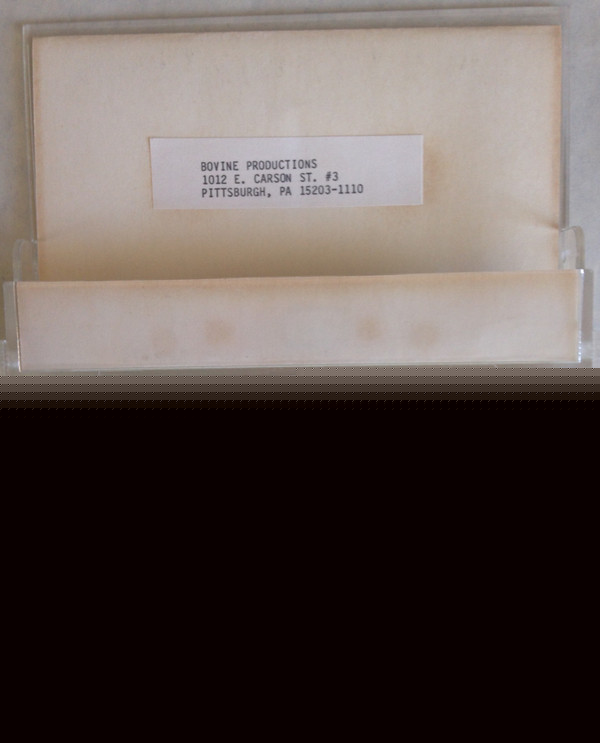 BOVINE PRODUCTIONS
1012 E. CARSON ST. #3
PITTSBURGH, PA 15203-1110